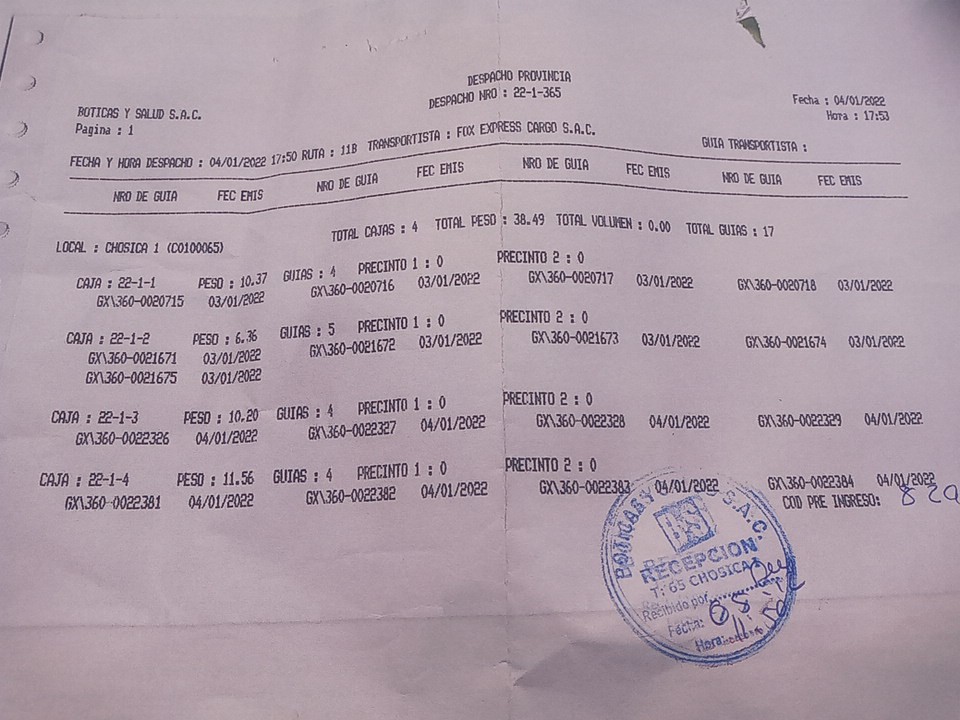 DESPACHO PROVINCIA
DESPACHO NRO : 22-1-365
BOTICAS Y SALUD S.A.C.
Pagina : 1
Fecha : 04/01/2022
Hora : 17:53
FECHA Y HORA DESPACHO : 04/01/2022 17:50 RUTA : 11B TRANSPORTISTA : FOX EXPRESS CARGO S.A.C. GUIA TRANSPORTISTA :
NRO DE GUIA FEC EMIS NRO DE GUIA FEC EMIS NRO DE GUIA FEC EMIS NRO DE GUIA FEC EMIS
LOCAL : CHOSICA 1 (C0100065) TOTAL CAJAS : 4 TOTAL PESO : 38.49 TOTAL VOLUMEN : 0.00 TOTAL GUIAS : 17
CAJA : 22-1-1 PESO : 10.37 GUIAS : 4 PRECINTO 1 : 0 PRECINTO 2 : 0
GX\360-0020715 03/01/2022 GX\360-0020716 03/01/2022 GX\360-0020717 03/01/2022 GX\360-0020718 03/01/2022
CAJA : 22-1-2 PESO : 6.36 GUIAS : 5 PRECINTO 1 : 0 PRECINTO 2 : 0
GX\360-0021671 03/01/2022 GX\360-0021672 03/01/2022 GX\360-0021673 03/01/2022 GX\360-0021674 03/01/2022
GX\360-0021675 03/01/2022
CAJA : 22-1-3 PESO : 10.20 GUIAS : 4 PRECINTO 1 : 0 PRECINTO 2 : 0
GX\360-0022326 04/01/2022 GX\360-0022327 04/01/2022 GX\360-0022328 04/01/2022 GX\360-0022329 04/01/2022
CAJA : 22-1-4 PESO : 11.56 GUIAS : 4 PRECINTO 1 : 0 PRECINTO 2 : 0
GX\360-0022381 04/01/2022 GX\360-0022382 04/01/2022 GX\360-0022383 04/01/2022 GX\360-0022384 04/01/2022
COD PRE INGRESO:
BOTICAS Y S.A.C.
RECEPCION
T: 65 CHOSICA
Recibido por
Fecha:
Hora: